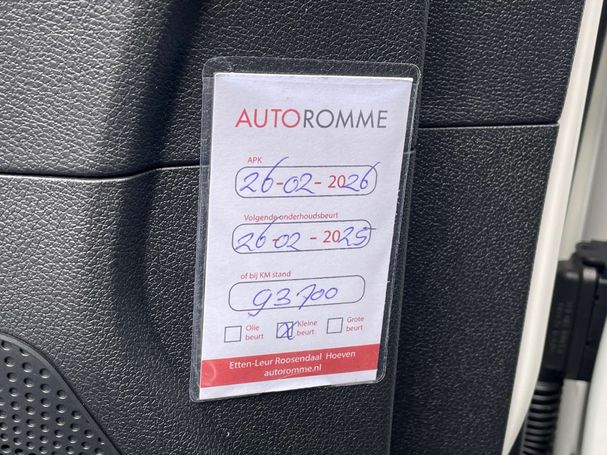 AUTOROMME
APK
26-02-2026
Volgende onderhoudsbeurt
26-02-2025
of bij KM stand
93700
Olie beurt
Kleine beurt
Grote beurt
Etten-Leur Roosendaal Hoeven
autoromme.nl